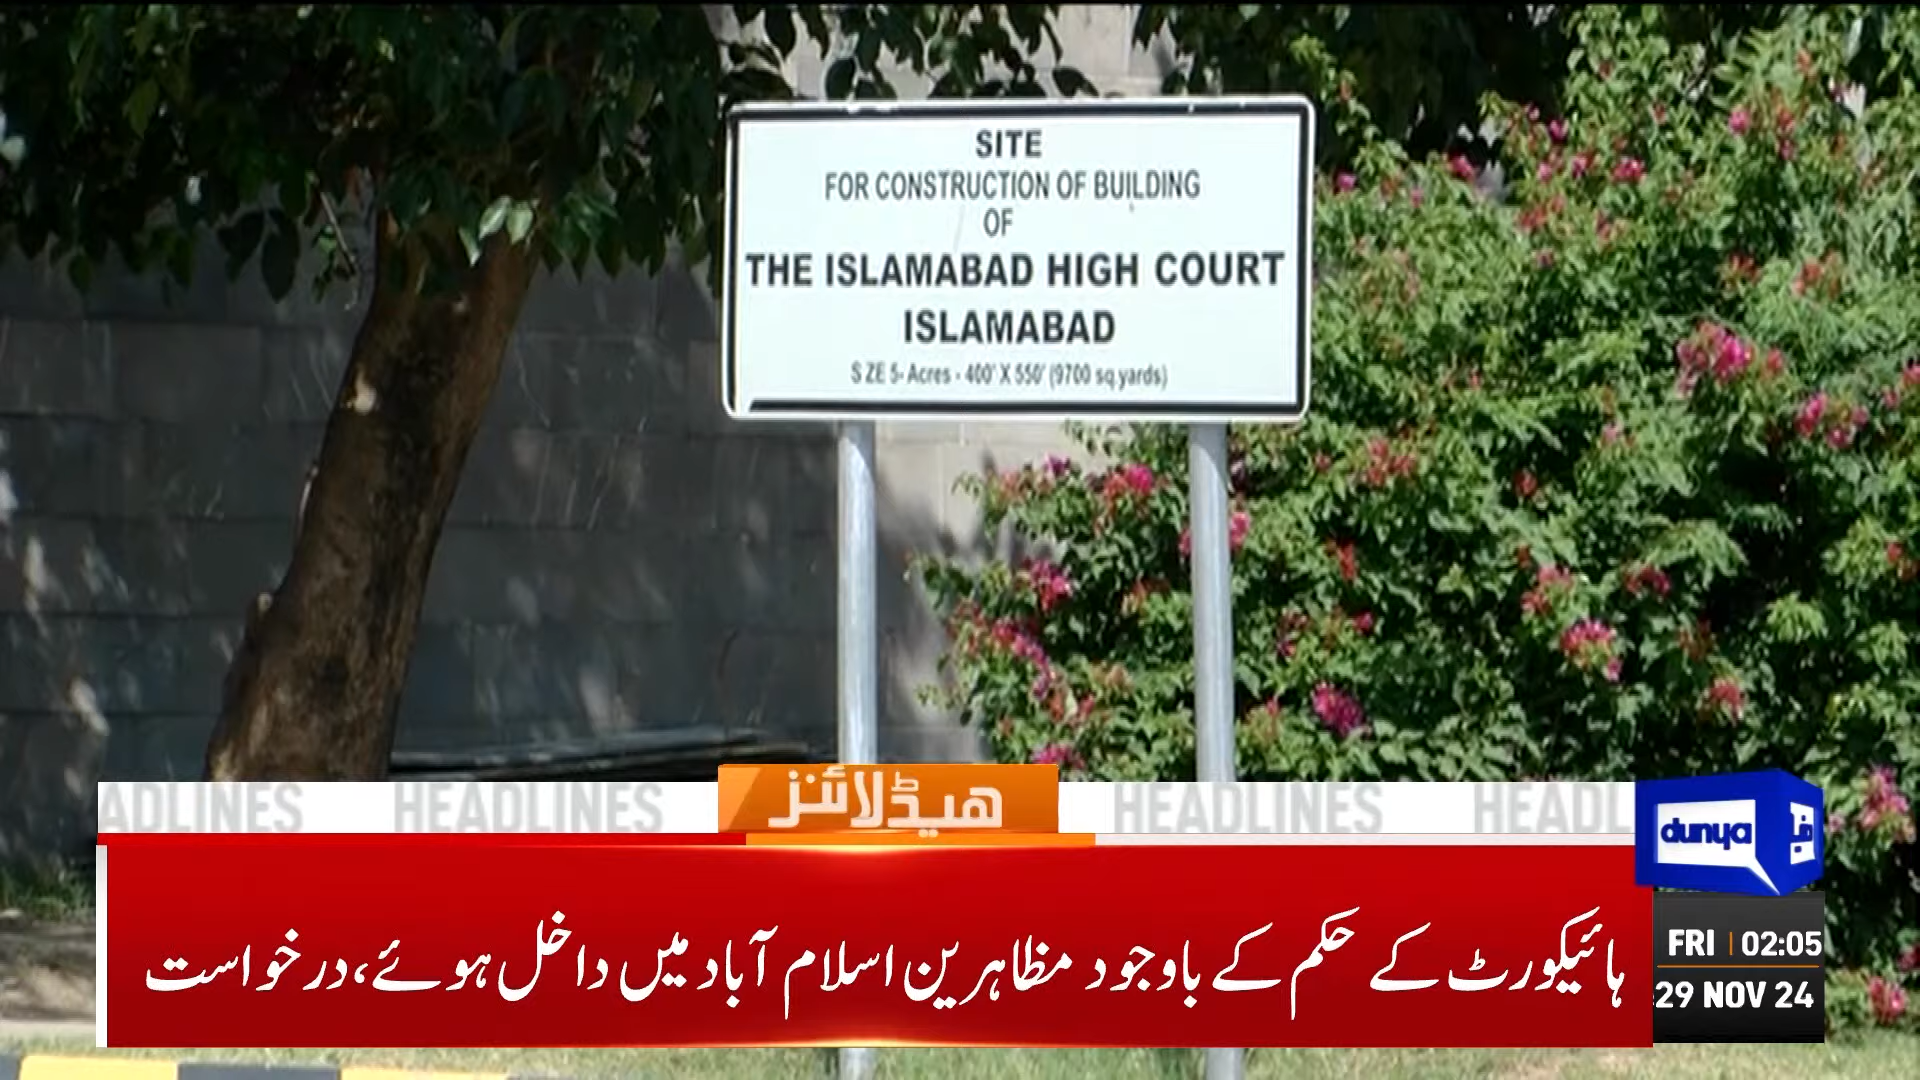 SITE
FOR CONSTRUCTION OF BUILDING
OF
THE ISLAMABAD HIGH COURT
ISLAMABAD
S ZE 5- Acres - 400' X 550' (9700 sq.yards)
ADLINES HEADLINES ھیڈلائنز HEADLINES HEADL
dunya دنیا
ہائیکورٹ کے حکم کے باوجود مظاہرین اسلام آباد میں داخل ہوئے، درخواست
FRI 02:05
29 NOV 24